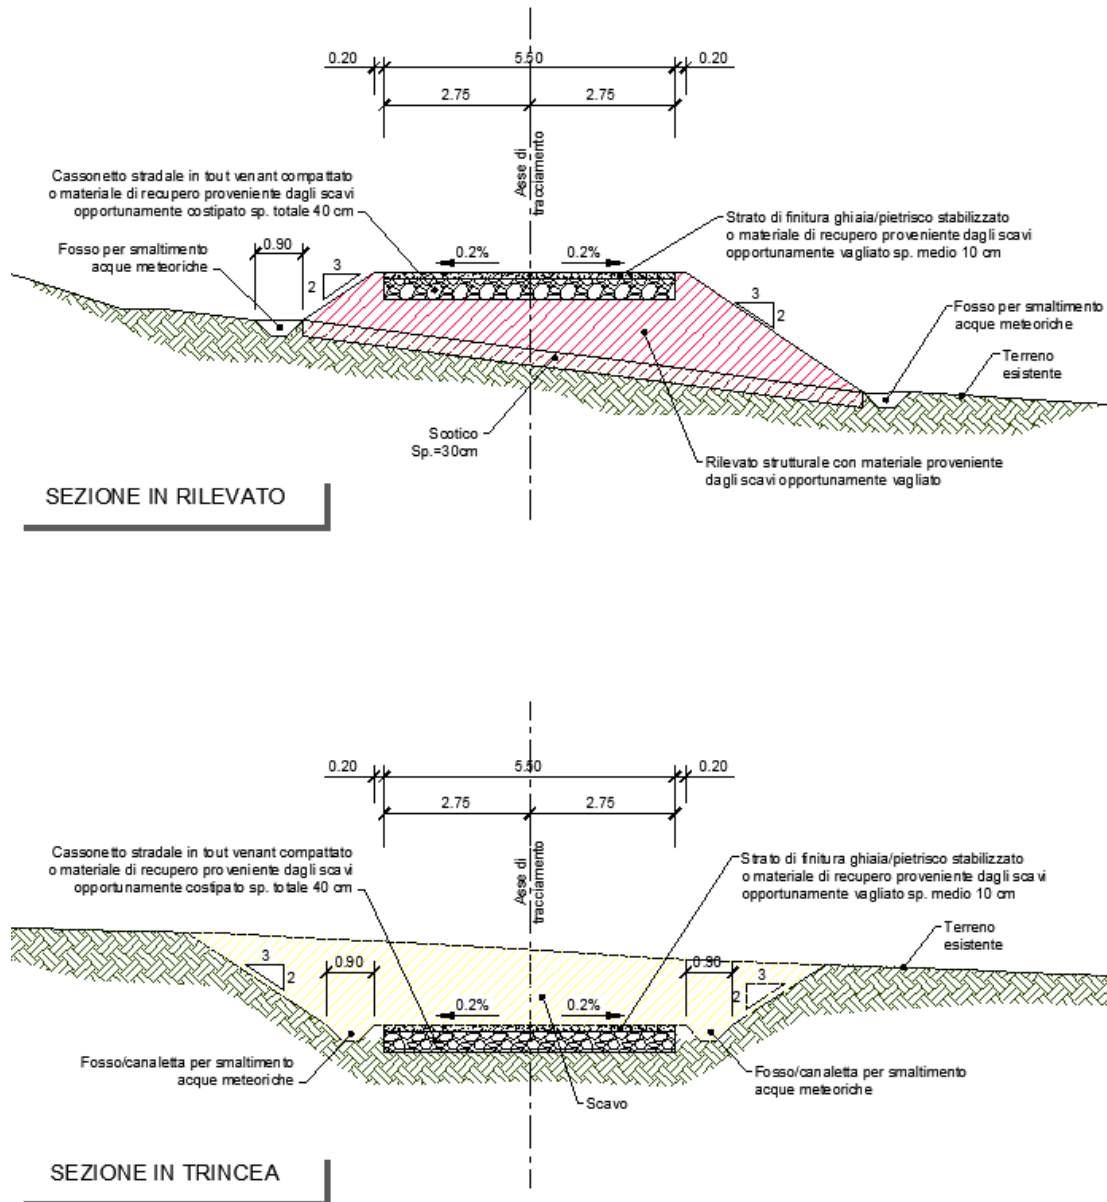 0.20
5.50
0.20
2.75
2.75
Asse di
tracciamento
Cassonetto stradale in tout venant compattato
o materiale di recupero proveniente dagli scavi
opportunamente costipato sp. totale 40 cm
Strato di finitura ghiaia/pietrisco stabilizzato
o materiale di recupero proveniente dagli scavi
opportunamente vagliato sp. medio 10 cm
Fosso per smaltimento
acque meteoriche
0.90
3
2
0.2%
0.2%
3
2
Fosso per smaltimento
acque meteoriche
Terreno
esistente
Scotico
Sp.=30cm
Rilevato strutturale con materiale proveniente
dagli scavi opportunamente vagliato
SEZIONE IN RILEVATO
0.20
5.50
0.20
2.75
2.75
Asse di
tracciamento
Cassonetto stradale in tout venant compattato
o materiale di recupero proveniente dagli scavi
opportunamente costipato sp. totale 40 cm
Strato di finitura ghiaia/pietrisco stabilizzato
o materiale di recupero proveniente dagli scavi
opportunamente vagliato sp. medio 10 cm
Terreno
esistente
3
2
0.90
0.90
3
2
0.2%
0.2%
Fosso/canaletta per smaltimento
acque meteoriche
Fosso/canaletta per smaltimento
acque meteoriche
Scavo
SEZIONE IN TRINCEA